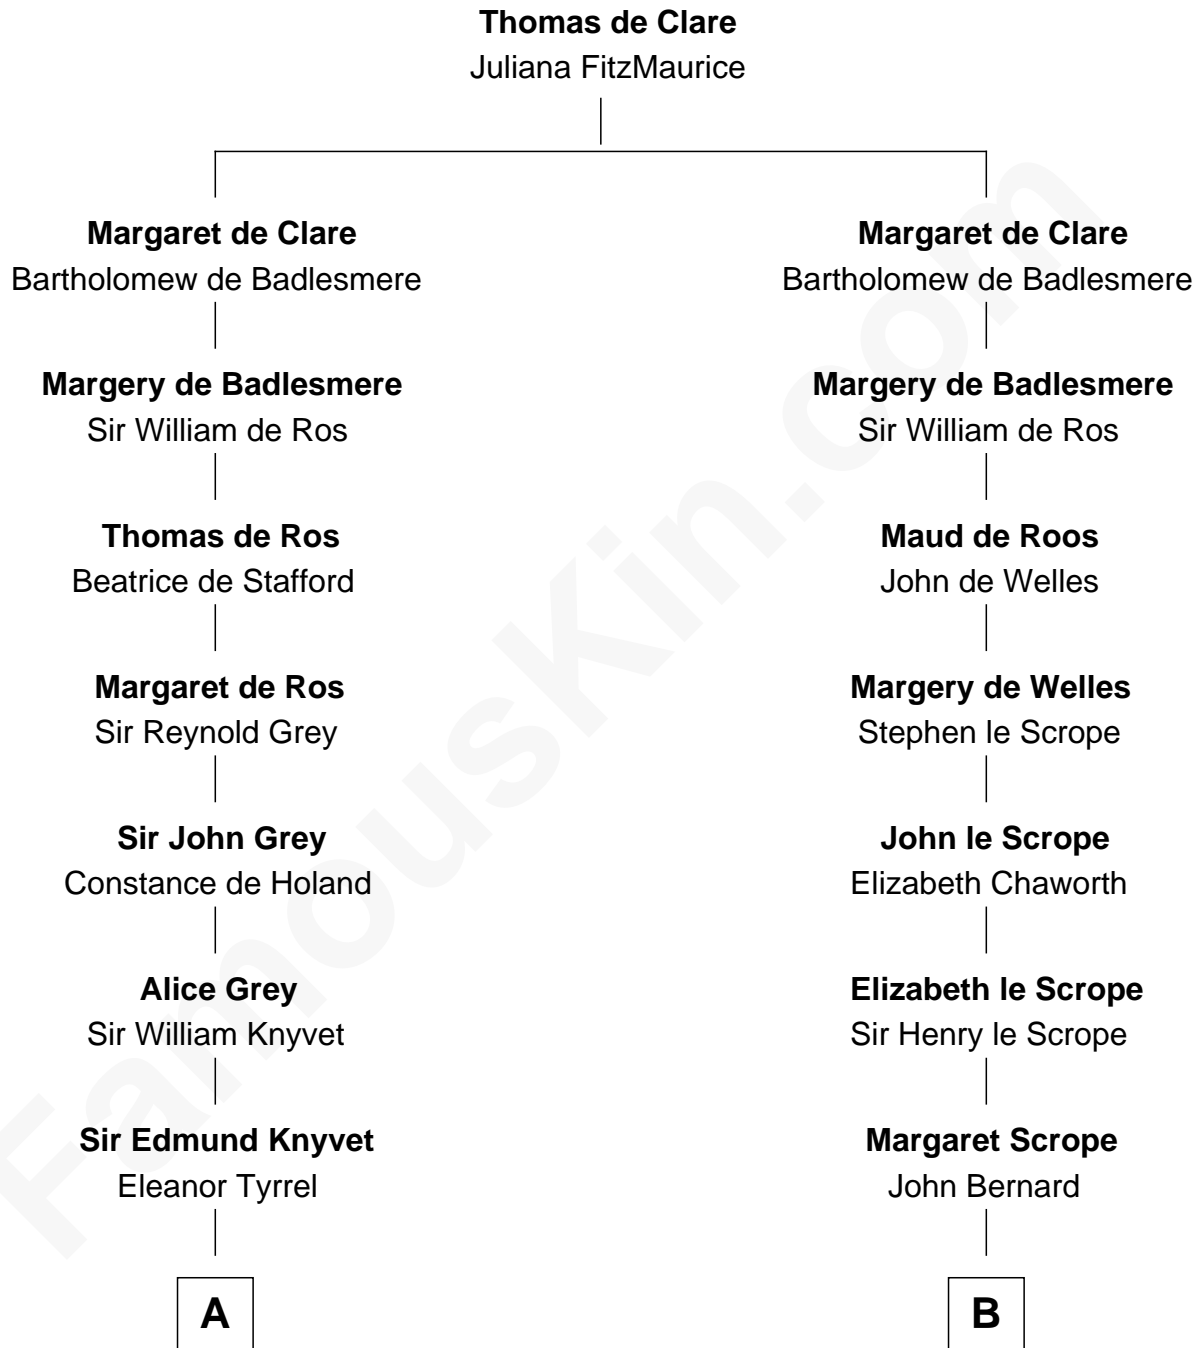 Thomas de Clare
Juliana FitzMaurice
Margaret de Clare
Bartholomew de Badlesmere
Margery de Badlesmere
Sir William de Ros
Thomas de Ros
Beatrice de Stafford
Margaret de Ros
Sir Reynold Grey
Sir John Grey
Constance de Holand
Alice Grey
Sir William Knyvet
Sir Edmund Knyvet
Eleanor Tyrrel
A
Margaret de Clare
Bartholomew de Badlesmere
Margery de Badlesmere
Sir William de Ros
Maud de Roos
John de Welles
Margery de Welles
Stephen le Scrope
John le Scrope
Elizabeth Chaworth
Elizabeth le Scrope
Sir Henry le Scrope
Margaret Scrope
John Bernard
B
FamousKin.com